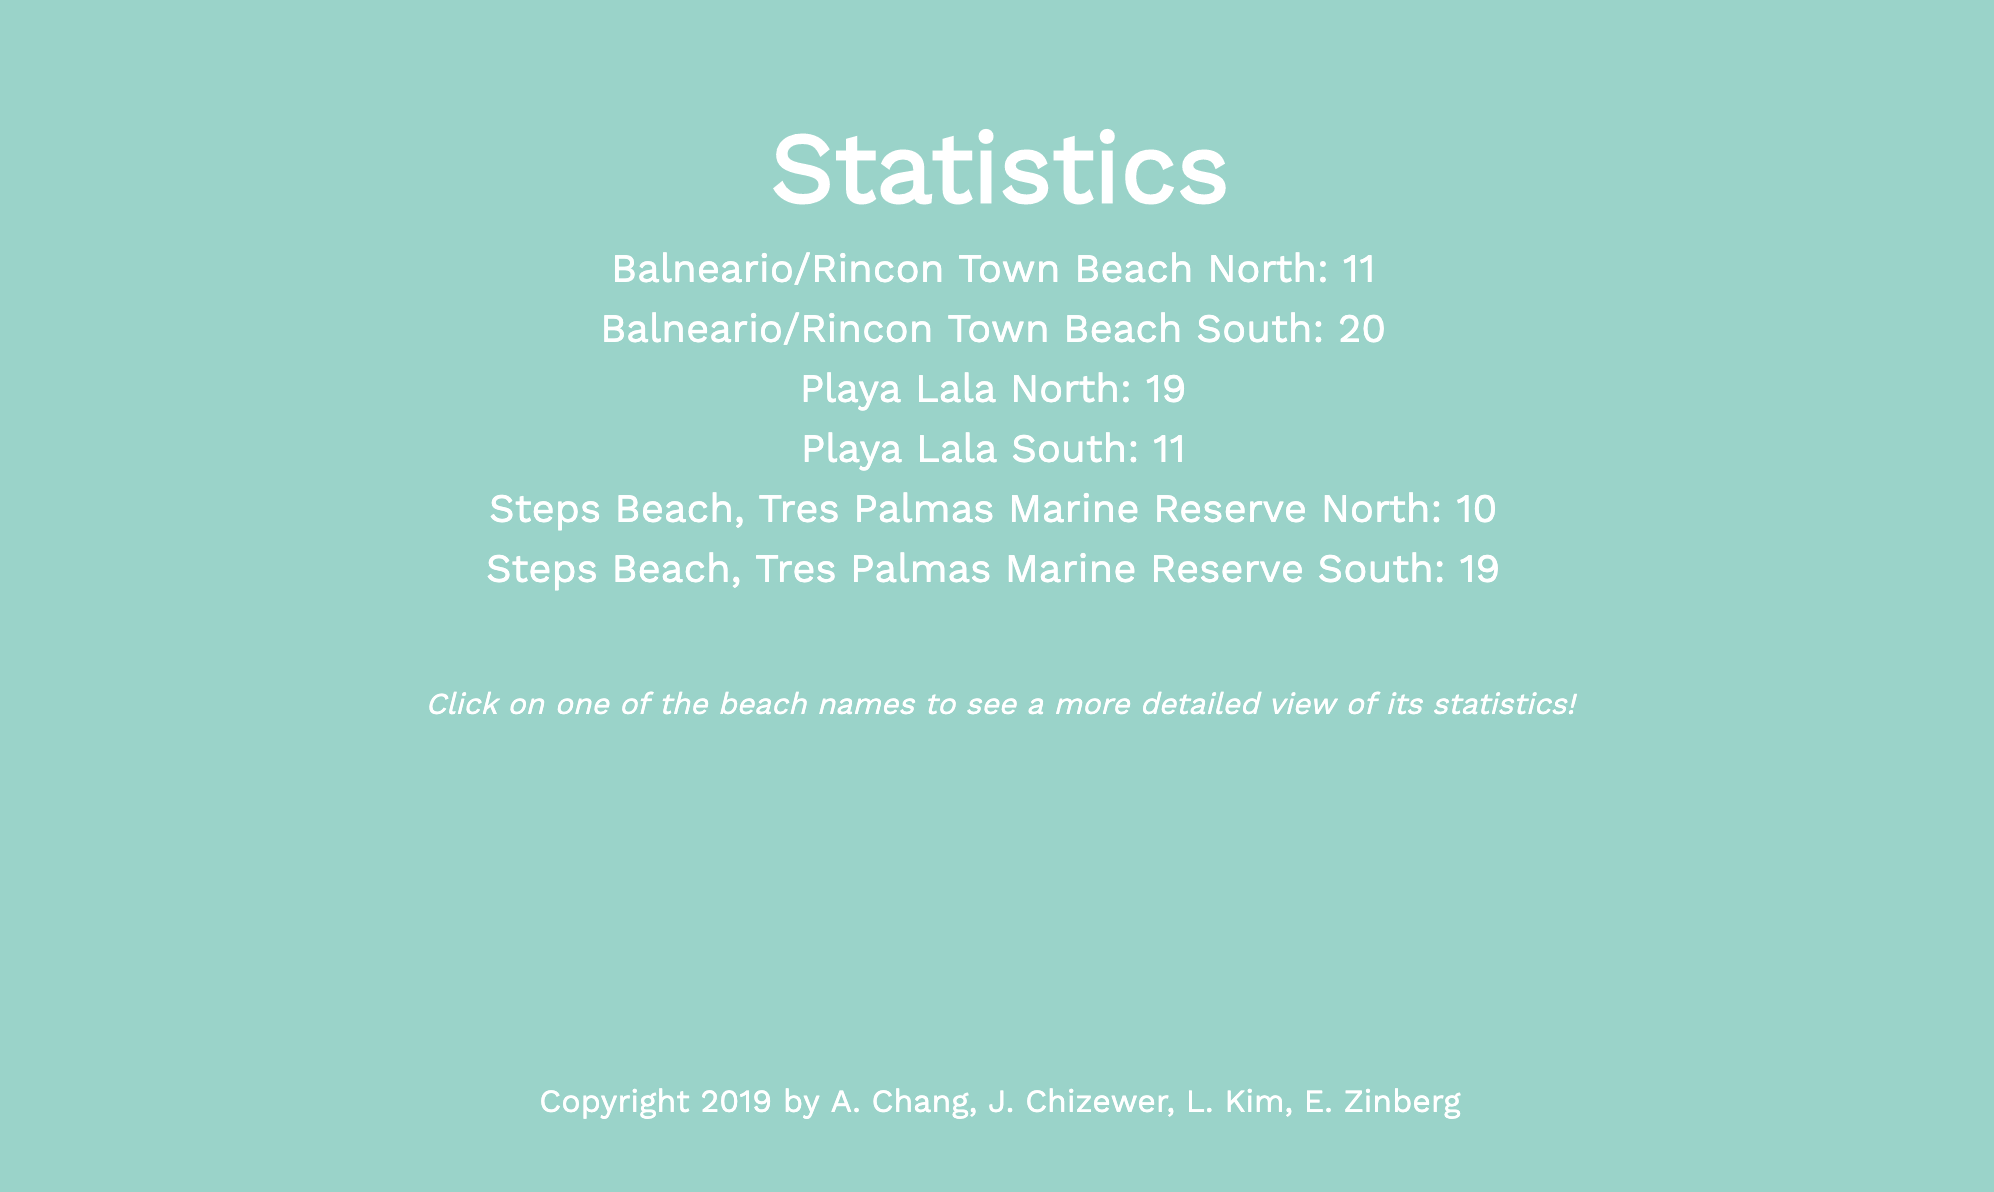 Statistics
Balneario/Rincon Town Beach North: 11
Balneario/Rincon Town Beach South: 20
Playa Lala North: 19
Playa Lala South: 11
Steps Beach, Tres Palmas Marine Reserve North: 10
Steps Beach, Tres Palmas Marine Reserve South: 19
Click on one of the beach names to see a more detailed view of its statistics!
Copyright 2019 by A. Chang, J. Chizewer, L. Kim, E. Zinberg